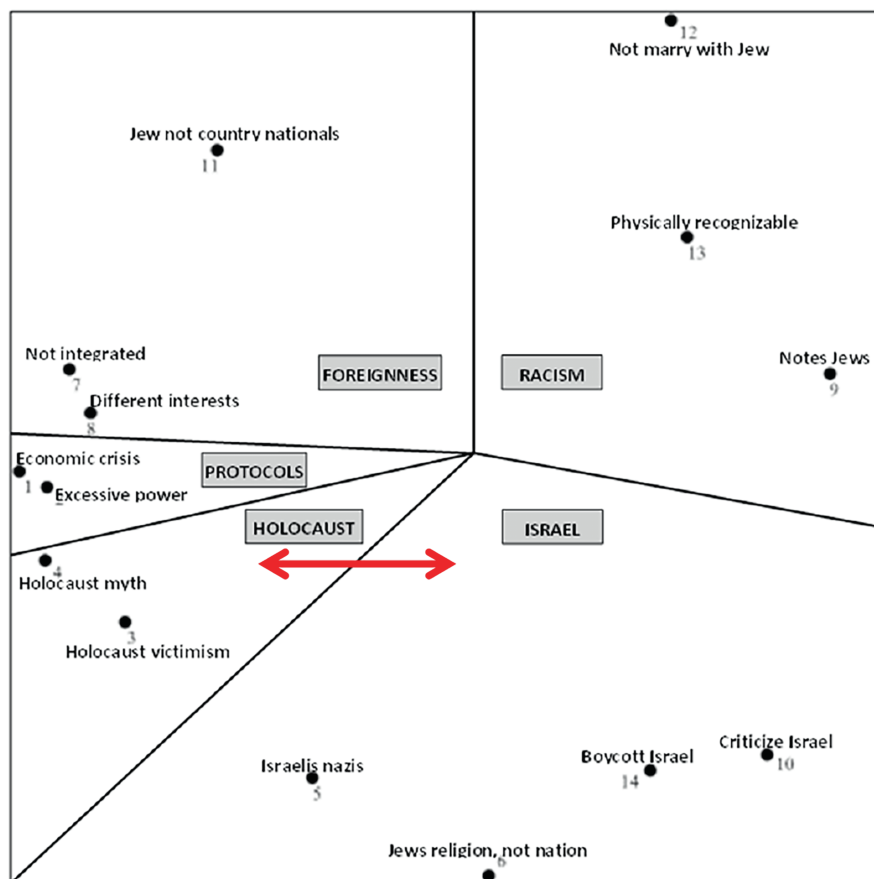 12
Not marry with Jew
Jew not country nationals
11
Physically recognizable
13
Not integrated
7
FOREIGNNESS
RACISM
Notes Jews
9
Different interests
8
Economic crisis
1
PROTOCOLS
Excessive power
HOLOCAUST
ISRAEL
4
Holocaust myth
3
Holocaust victimism
Israelis nazis
5
Boycott Israel
14
Criticize Israel
10
Jews religion, not nation
6